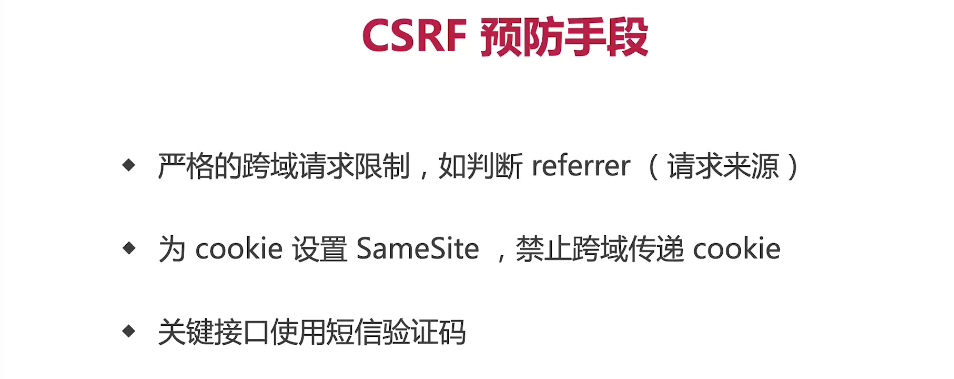 CSRF 预防手段
◆ 严格的跨域请求限制，如判断 referrer （请求来源）
◆ 为 cookie 设置 SameSite ，禁止跨域传递 cookie
◆ 关键接口使用短信验证码